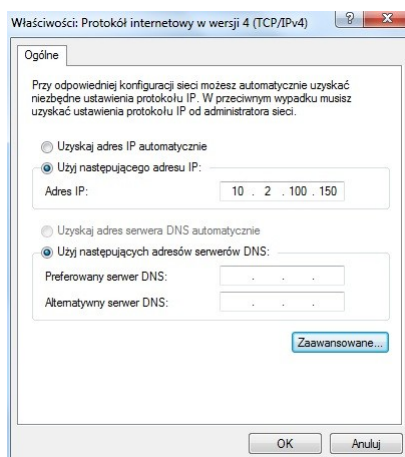 Właściwości: Protokół internetowy w wersji 4 (TCP/IPv4)
Ogólne
Przy odpowiedniej konfiguracji sieci możesz automatycznie uzyskać
niezbędne ustawienia protokołu IP. W przeciwnym wypadku musisz
uzyskać ustawienia protokołu IP od administratora sieci.
Uzyskaj adres IP automatycznie
Użyj następującego adresu IP:
Adres IP: 10 . 2 . 100 . 150
Uzyskaj adres serwera DNS automatycznie
Użyj następujących adresów serwerów DNS:
Preferowany serwer DNS: . . .
Alternatywny serwer DNS: . . .
Zaawansowane...
OK Anuluj